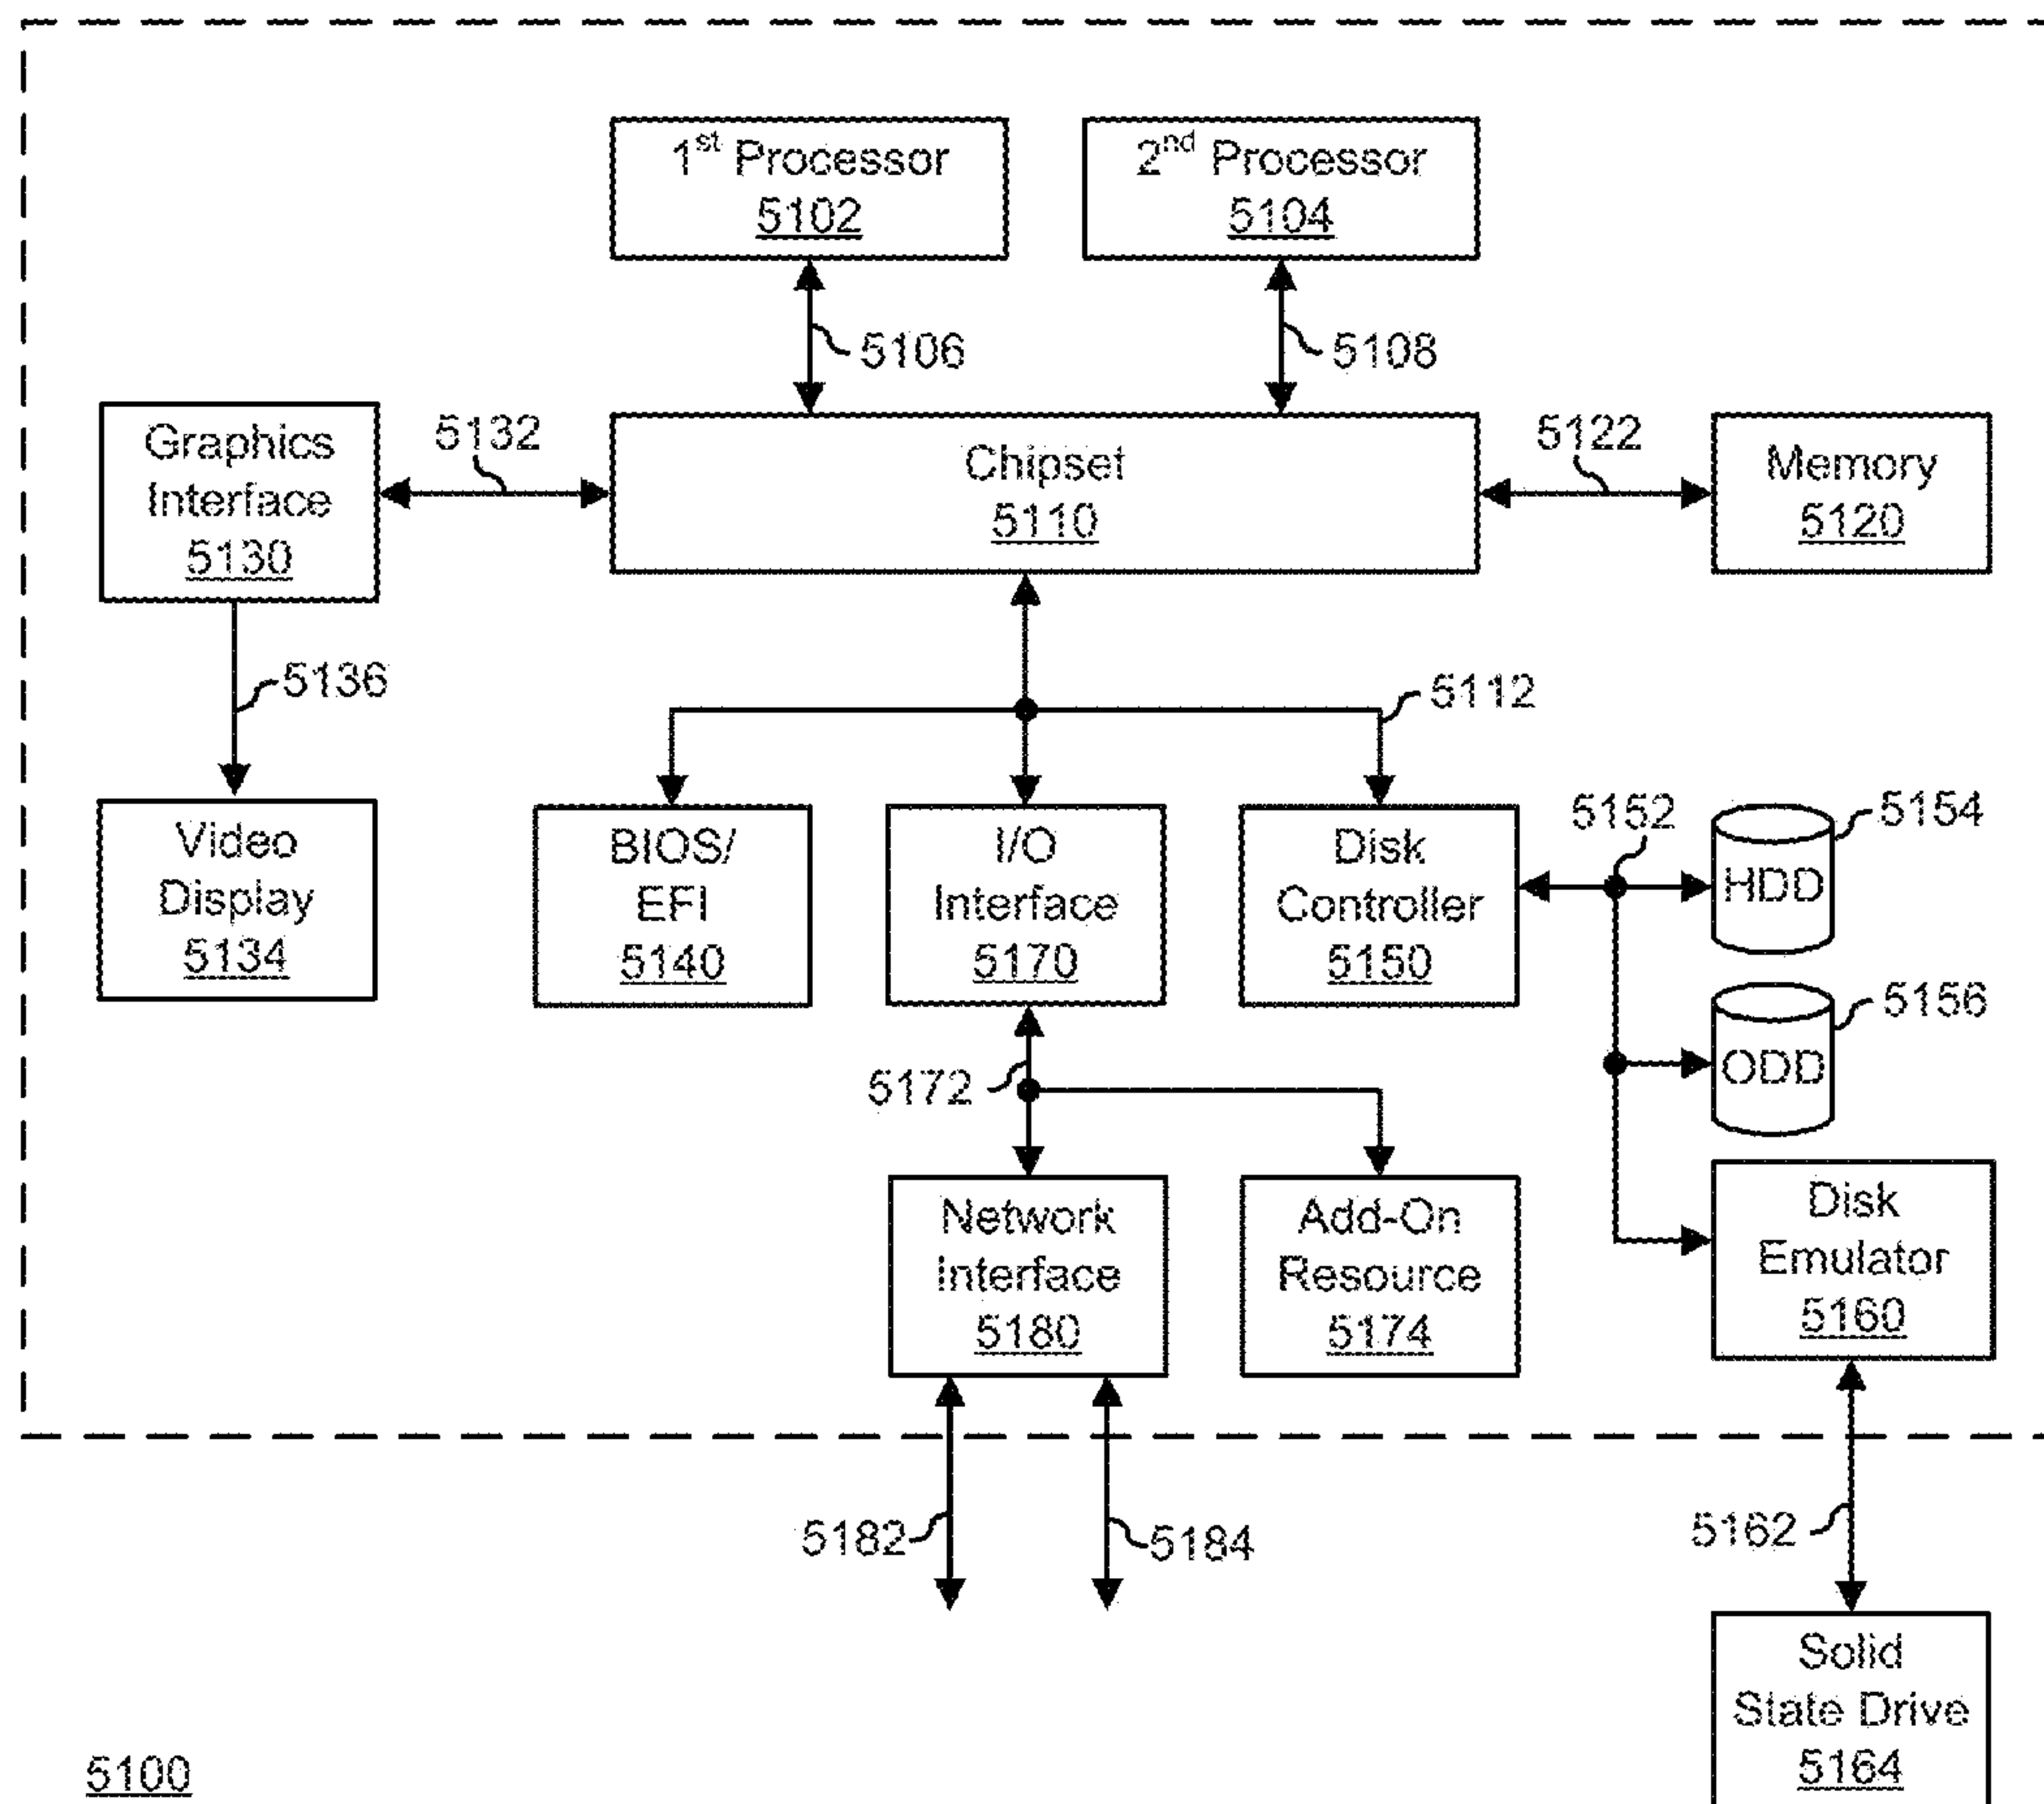 1st Processor
5102
2nd Processor
5104
5106
5108
Graphics
Interface
5130
5132
Chipset
5110
5122
Memory
5120
5136
5112
Video
Display
5134
BIOS/
EFI
5140
I/O
Interface
5170
Disk
Controller
5150
5152
5154
HDD
5156
ODD
5172
Network
Interface
5180
Add-On
Resource
5174
Disk
Emulator
5160
5182
5184
5162
Solid
State Drive
5164
5100